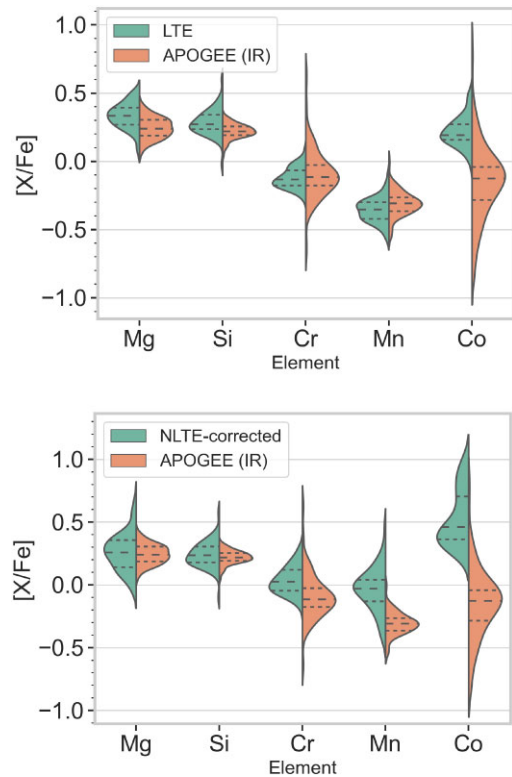 LTE
APOGEE (IR)
1.0
0.5
0.0
−0.5
−1.0
[X/Fe]
Mg Si Cr Mn Co
Element
NLTE-corrected
APOGEE (IR)
1.0
0.5
0.0
−0.5
−1.0
[X/Fe]
Mg Si Cr Mn Co
Element